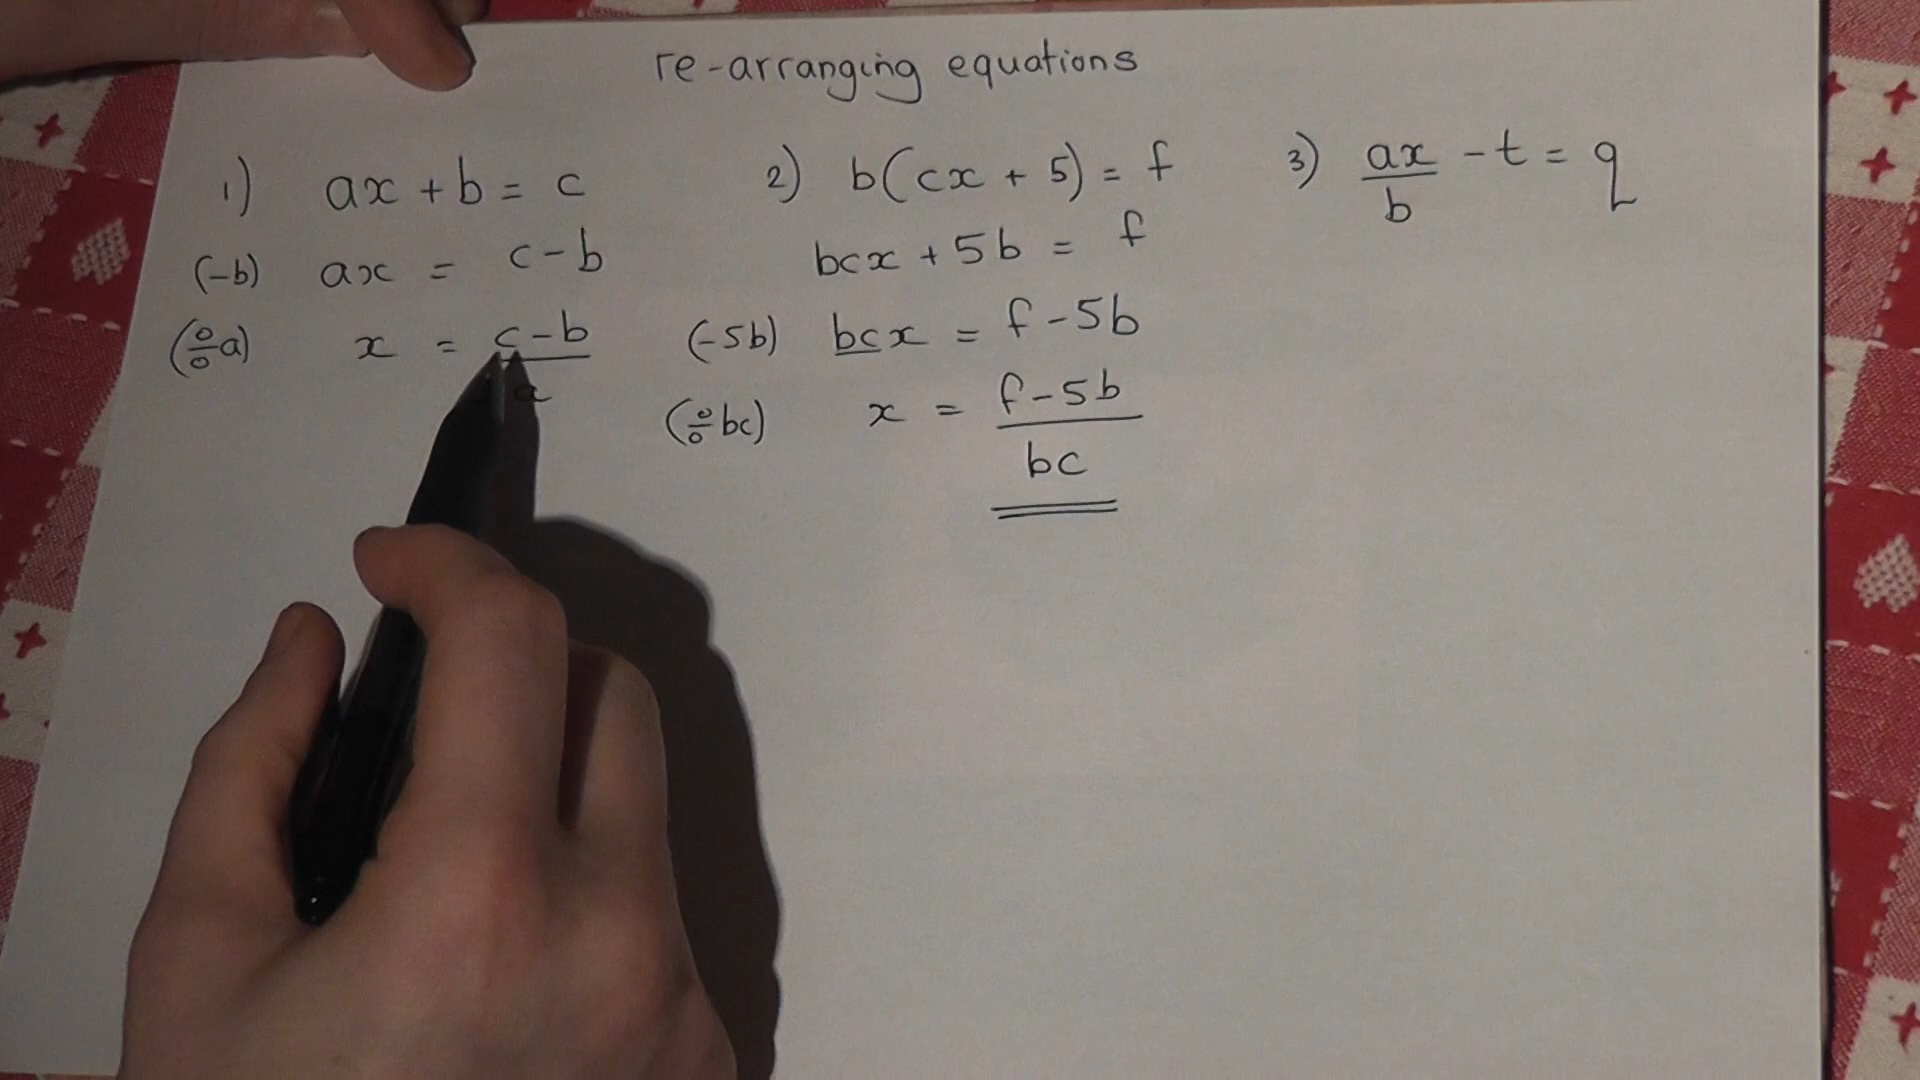 re-arranging equations
1) ax + b = c
(-b) ax = c - b
(÷a) x = c - b
a
2) b(cx + 5) = f
bcx + 5b = f
(-5b) bcx = f - 5b
(÷bc) x = f - 5b
bc
3) ax - t = q
b